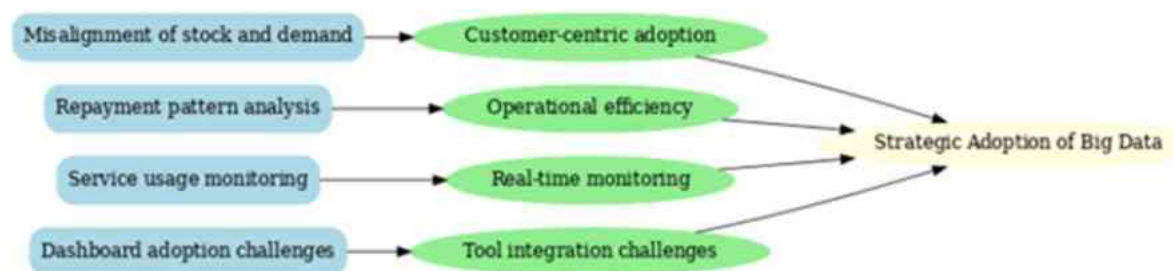 Misalignment of stock and demand
Customer-centric adoption
Repayment pattern analysis
Operational efficiency
Strategic Adoption of Big Data
Service usage monitoring
Real-time monitoring
Dashboard adoption challenges
Tool integration challenges